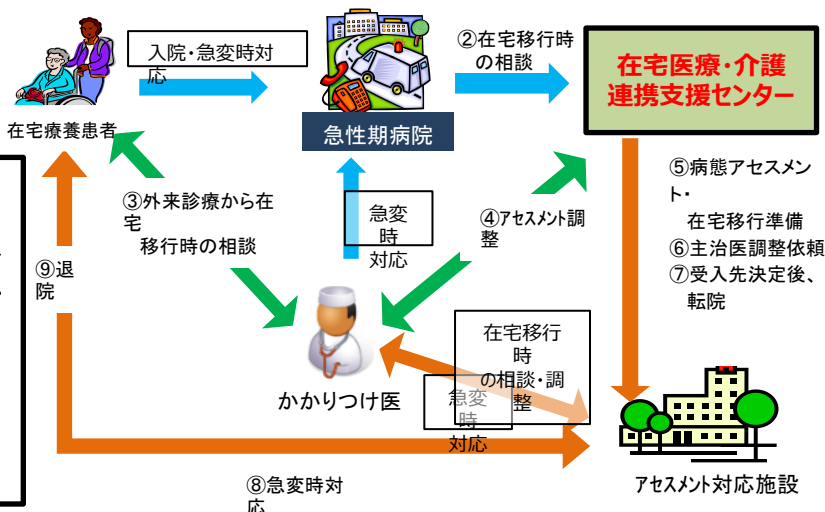 入院・急変時対
応
②在宅移行時
の相談
在宅医療・介護
連携支援センター
在宅療養患者
急性期病院
③外来診療から在
宅
移行時の相談
急変
時
対応
④アセスメント調
整
⑤病態アセスメン
ト・
在宅移行準備
⑥主治医調整依頼
⑦受入先決定後、
転院
⑨退
院
在宅移行
時
の相談・調
整
かかりつけ医
急変
時
対応
アセスメント対応施設
⑧急変時対
応